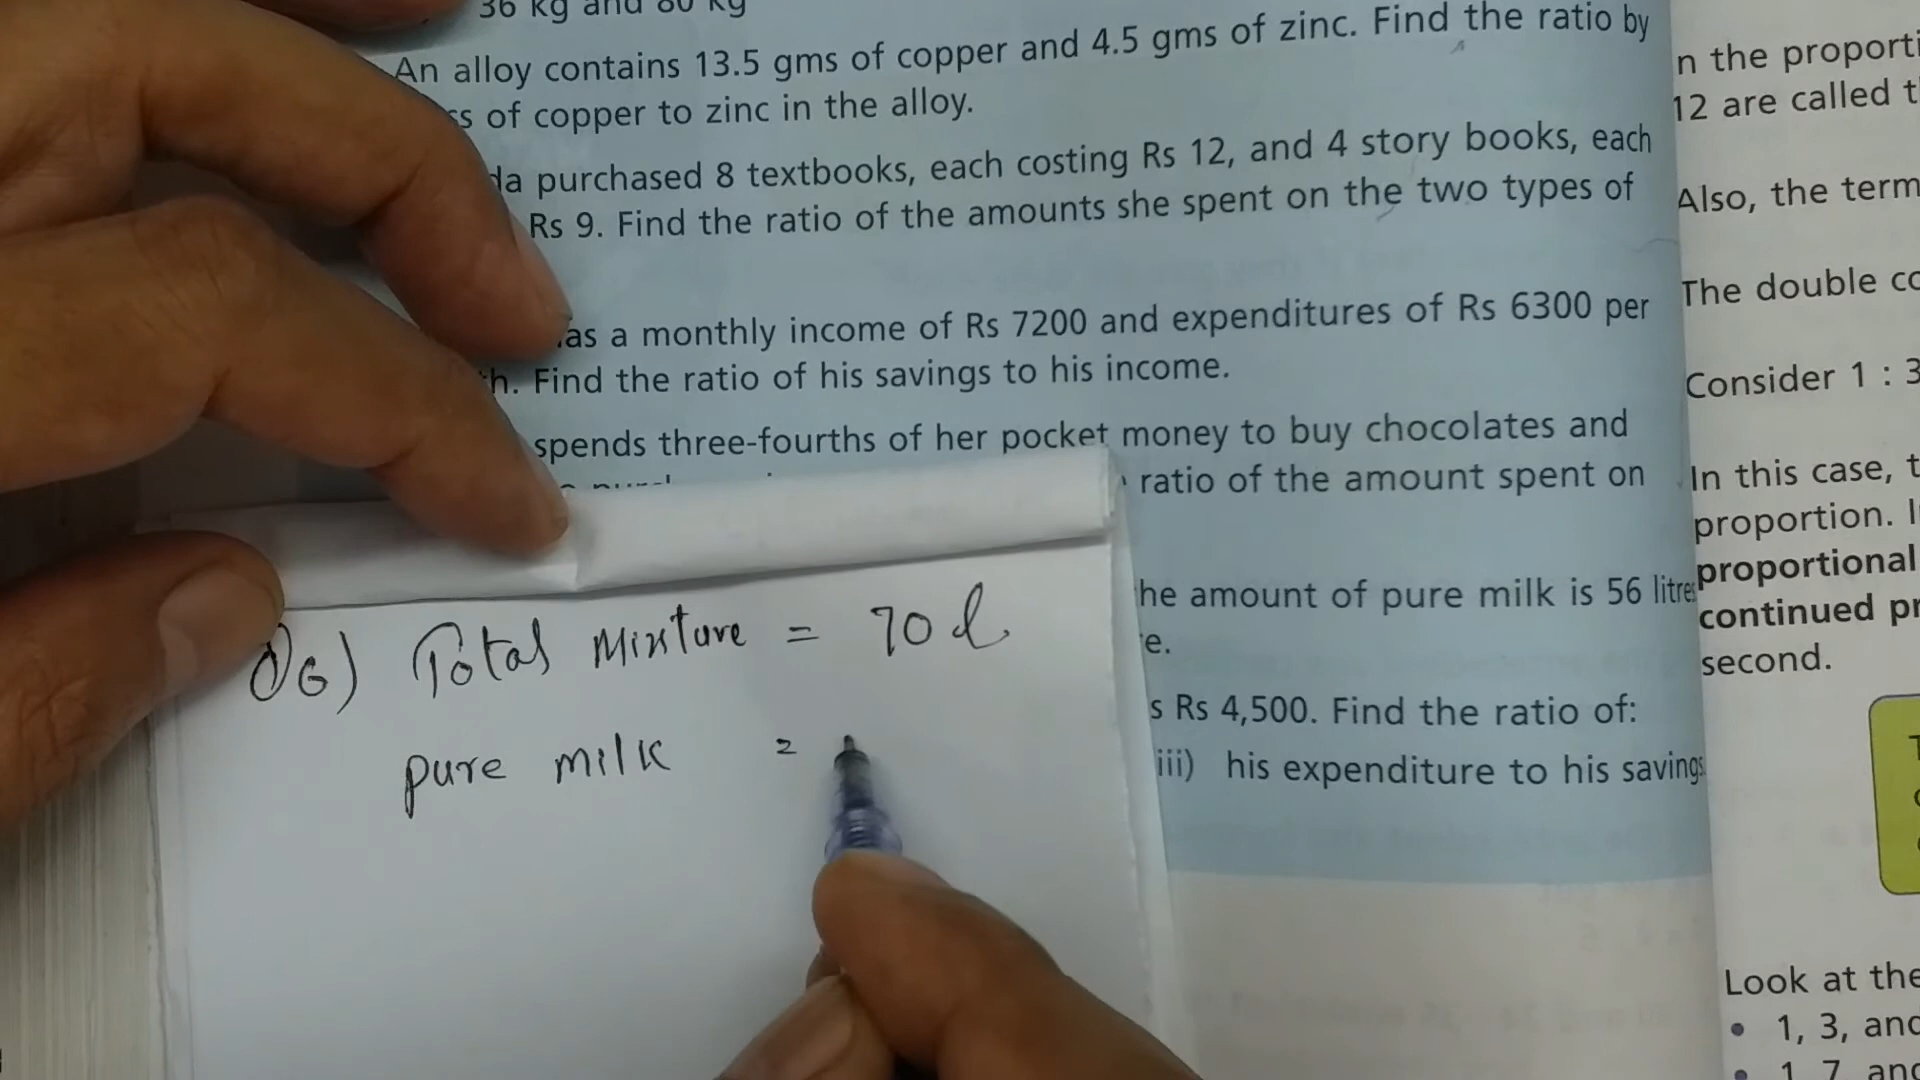 36 kg and 80 kg
An alloy contains 13.5 gms of copper and 4.5 gms of zinc. Find the ratio by
of copper to zinc in the alloy.
purchased 8 textbooks, each costing Rs 12, and 4 story books, each
Rs 9. Find the ratio of the amounts she spent on the two types of
as a monthly income of Rs 7200 and expenditures of Rs 6300 per
h. Find the ratio of his savings to his income.
spends three-fourths of her pocket money to buy chocolates and
ratio of the amount spent on
he amount of pure milk is 56 litre
e.
s Rs 4,500. Find the ratio of:
iii) his expenditure to his savings
Total Mixture = 70 l
pure milk =
n the proporti
12 are called t
Also, the term
The double co
Consider 1 : 3
In this case, t
proportion. I
proportional
continued pr
second.
Look at the
• 1, 3, and
• 1 7 and